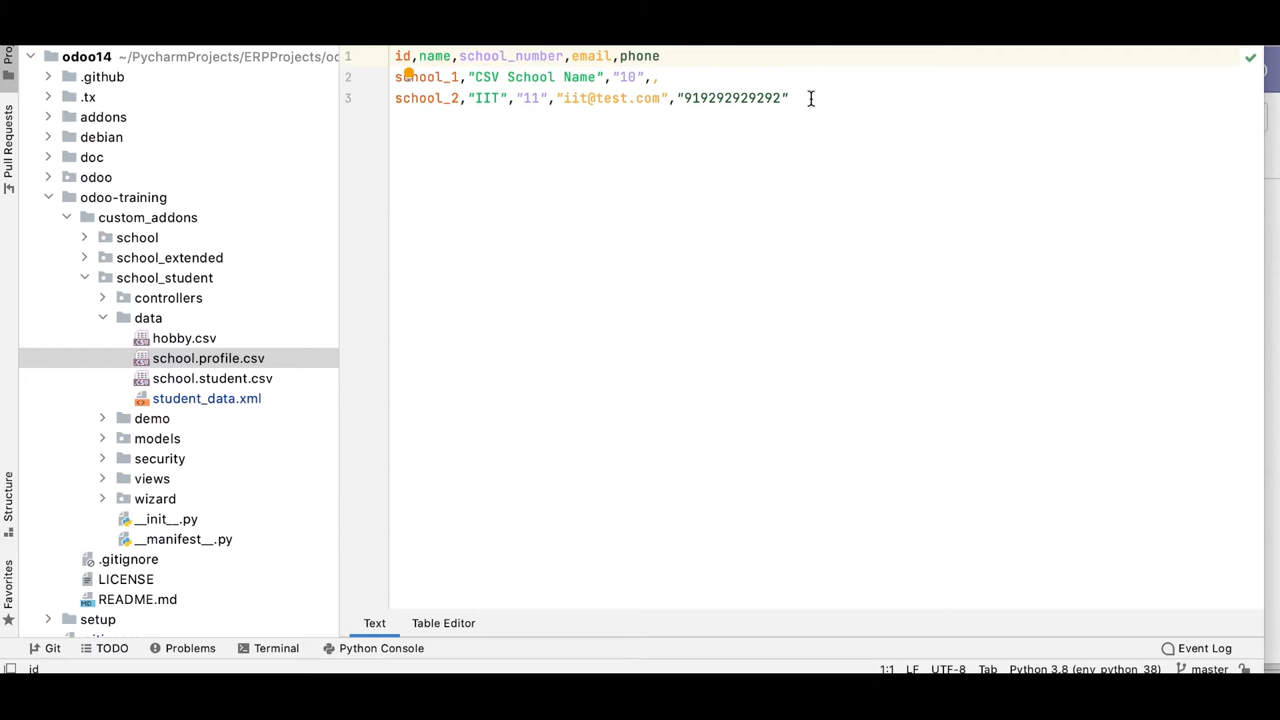 Proj
odoo14 ~/PycharmProjects/ERPProjects/oc
.github
.tx
addons
debian
doc
odoo
odoo-training
custom_addons
school
school_extended
school_student
controllers
data
hobby.csv
school.profile.csv
school.student.csv
student_data.xml
demo
models
security
views
wizard
__init__.py
__manifest__.py
.gitignore
LICENSE
README.md
setup
Pull Requests
Structure
Favorites
1 id,name,school_number,email,phone
2 school_1,"CSV School Name","10",,
3 school_2,"IIT","11","iit@test.com","919292929292"
Text Table Editor
Git TODO Problems Terminal Python Console Event Log
id 1:1 LF UTF-8 Tab Python 3.8 (env_python_38) master